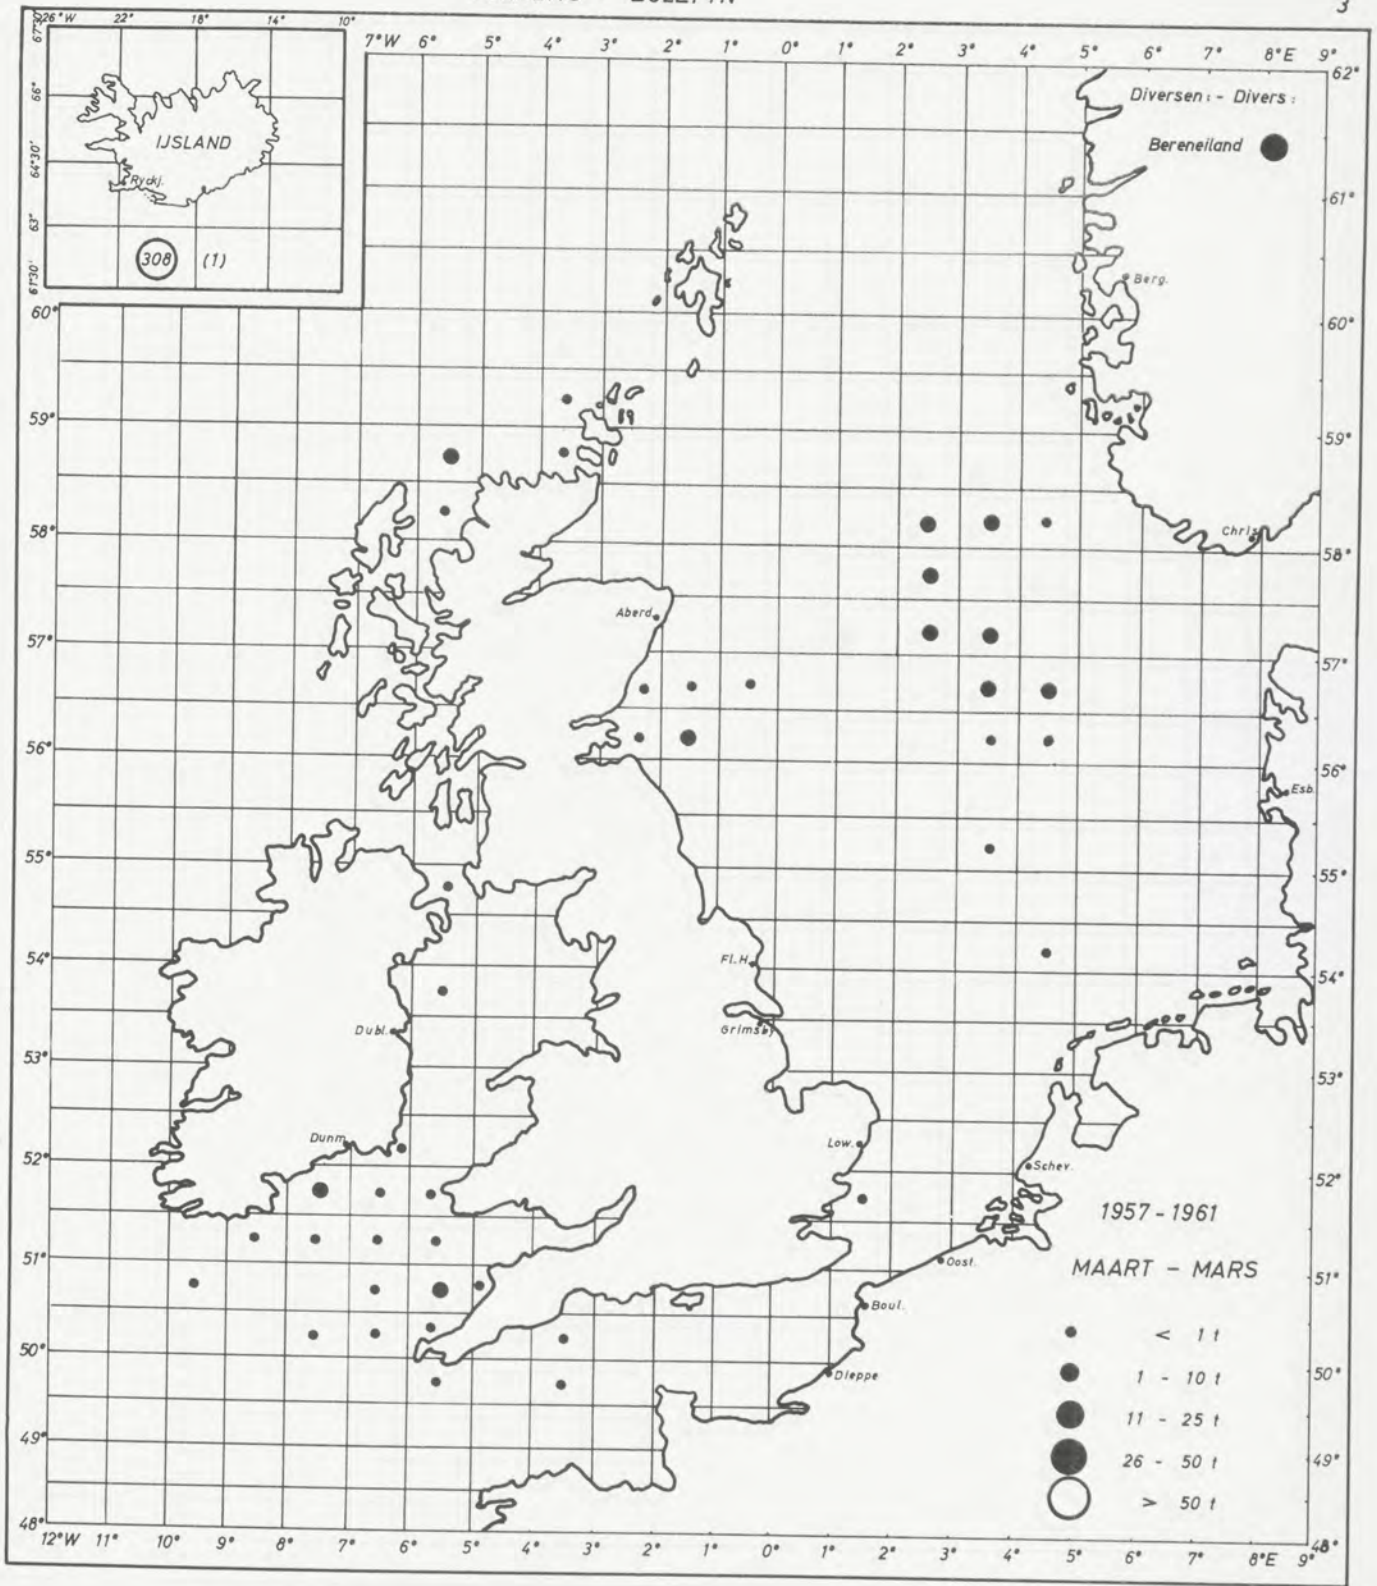 3
26°W 22° 18° 14° 10°
66°
64°30'
63°
61°30'
IJSLAND
Ryckj.
308 (1)
7°W 6° 5° 4° 3° 2° 1° 0° 1° 2° 3° 4° 5° 6° 7° 8°E 9°
Diversen: - Divers:
Bereneiland
60°
59°
58°
57°
56°
55°
54°
53°
52°
51°
50°
49°
48°
62°
61°
60°
59°
58°
57°
56°
55°
54°
53°
52°
51°
50°
49°
48°
Berg.
Chris
Aberd.
Esb.
Fl.H.
Grimsby
Dubl.
Dunm.
Low.
Schev.
Oost.
Boul.
Dieppe
1957 - 1961
MAART - MARS
< 1 t
1 - 10 t
11 - 25 t
26 - 50 t
> 50 t
12°W 11° 10° 9° 8° 7° 6° 5° 4° 3° 2° 1° 0° 1° 2° 3° 4° 5° 6° 7° 8°E 9°